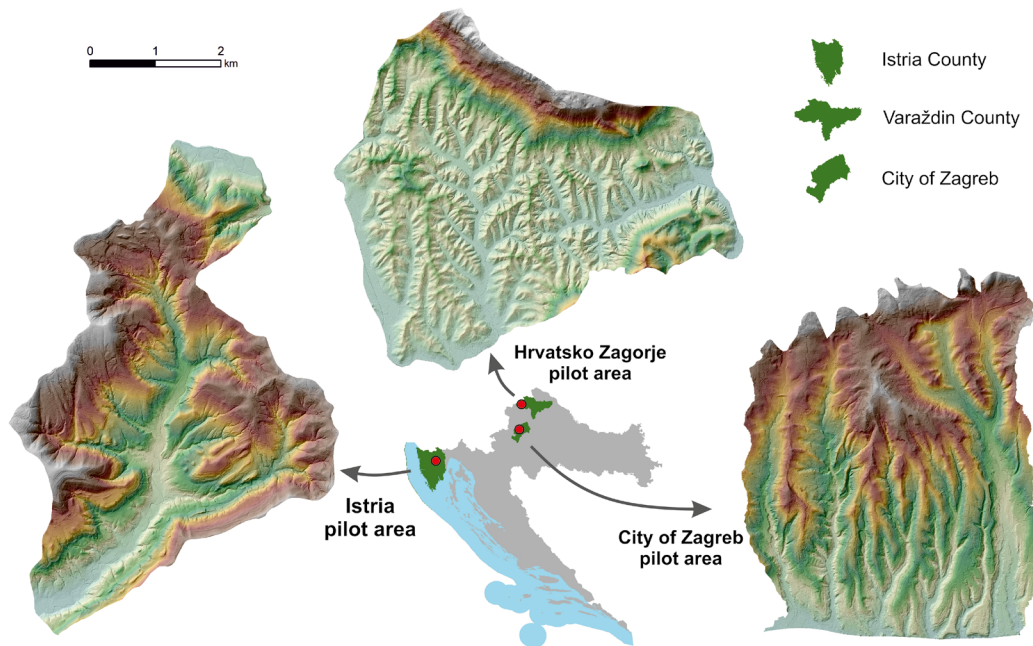 0 1 2
km
Istria County
Varaždin County
City of Zagreb
Hrvatsko Zagorje
pilot area
Istria
pilot area
City of Zagreb
pilot area